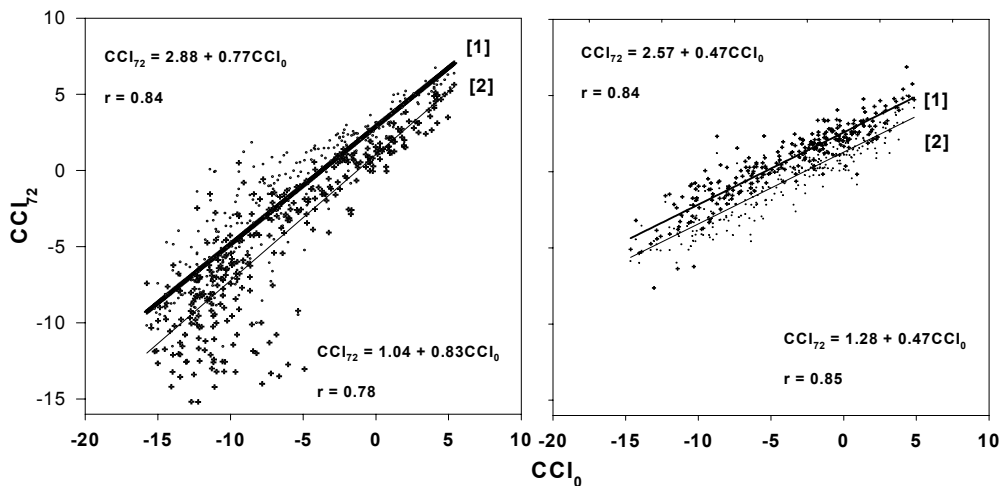 10
5
0
-5
-10
-15
CCI72
CCI72 = 2.88 + 0.77CCI0
r = 0.84
[1]
[2]
CCI72 = 1.04 + 0.83CCI0
r = 0.78
-20 -15 -10 -5 0 5 10
CCI72 = 2.57 + 0.47CCI0
r = 0.84
[1]
[2]
CCI72 = 1.28 + 0.47CCI0
r = 0.85
-20 -15 -10 -5 0 5 10
CCI0